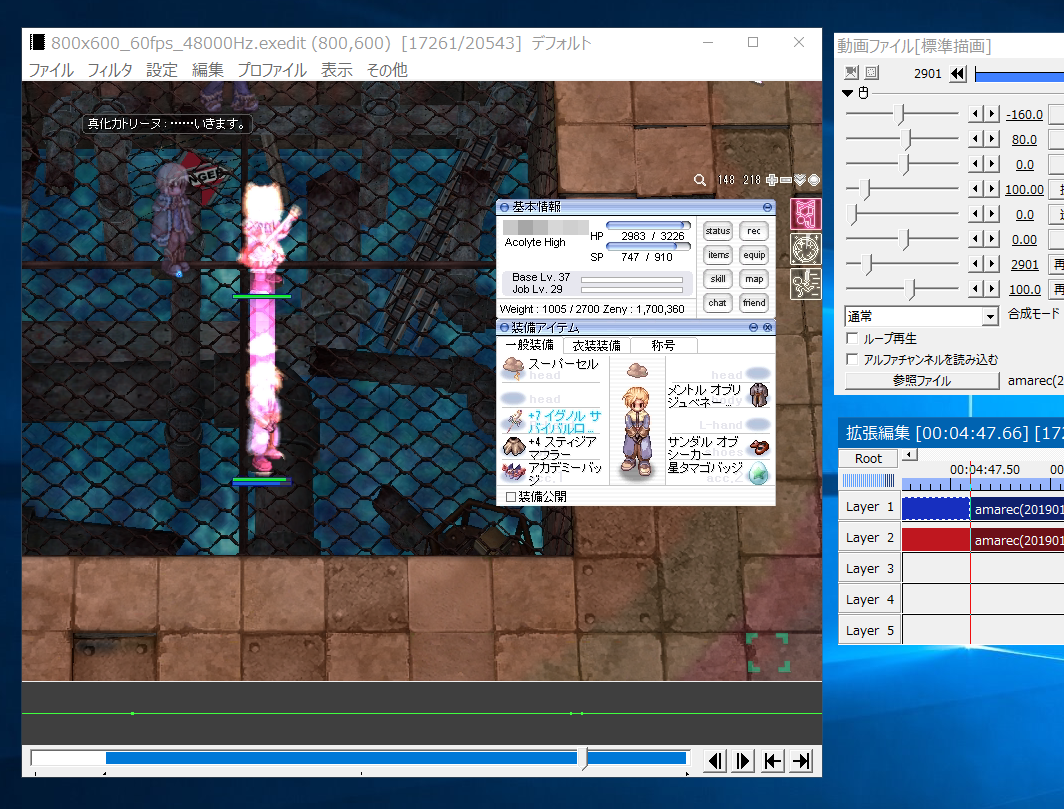 800x600_60fps_48000Hz.exedit (800,600) [17261/20543] デフォルト
ファイル フィルタ 設定 編集 プロファイル 表示 その他
真化カトリーヌ : ……いきます。
148 218
基本情報
Acolyte High
HP 2983 / 3226
SP 747 / 910
status rec
items equip
skill map
chat friend
Base Lv. 37
Job Lv. 29
Weight : 1005 / 2700 Zeny : 1,700,360
装備アイテム
一般装備 衣装装備 称号
スーパーセル
head
head
head
+7 イグノル サ
バイバルロ...
+4 スティジア
マフラー
アカデミーバッ
ジ
acc.1
メントル オブリ
ジュベネー ...
L-hand
サンダル オブ
シーカー
星タマゴバッジ
acc.2
装備公開
動画ファイル[標準描画]
2901
-160.0
80.0
0.0
100.00
0.0
0.00
2901 再
100.0 再
通常 合成モード
ループ再生
アルファチャンネルを読み込む
参照ファイル amarec(2
拡張編集 [00:04:47.66] [172
Root
00:04:47.50 00
Layer 1 amarec(201901
Layer 2 amarec(201901
Layer 3
Layer 4
Layer 5